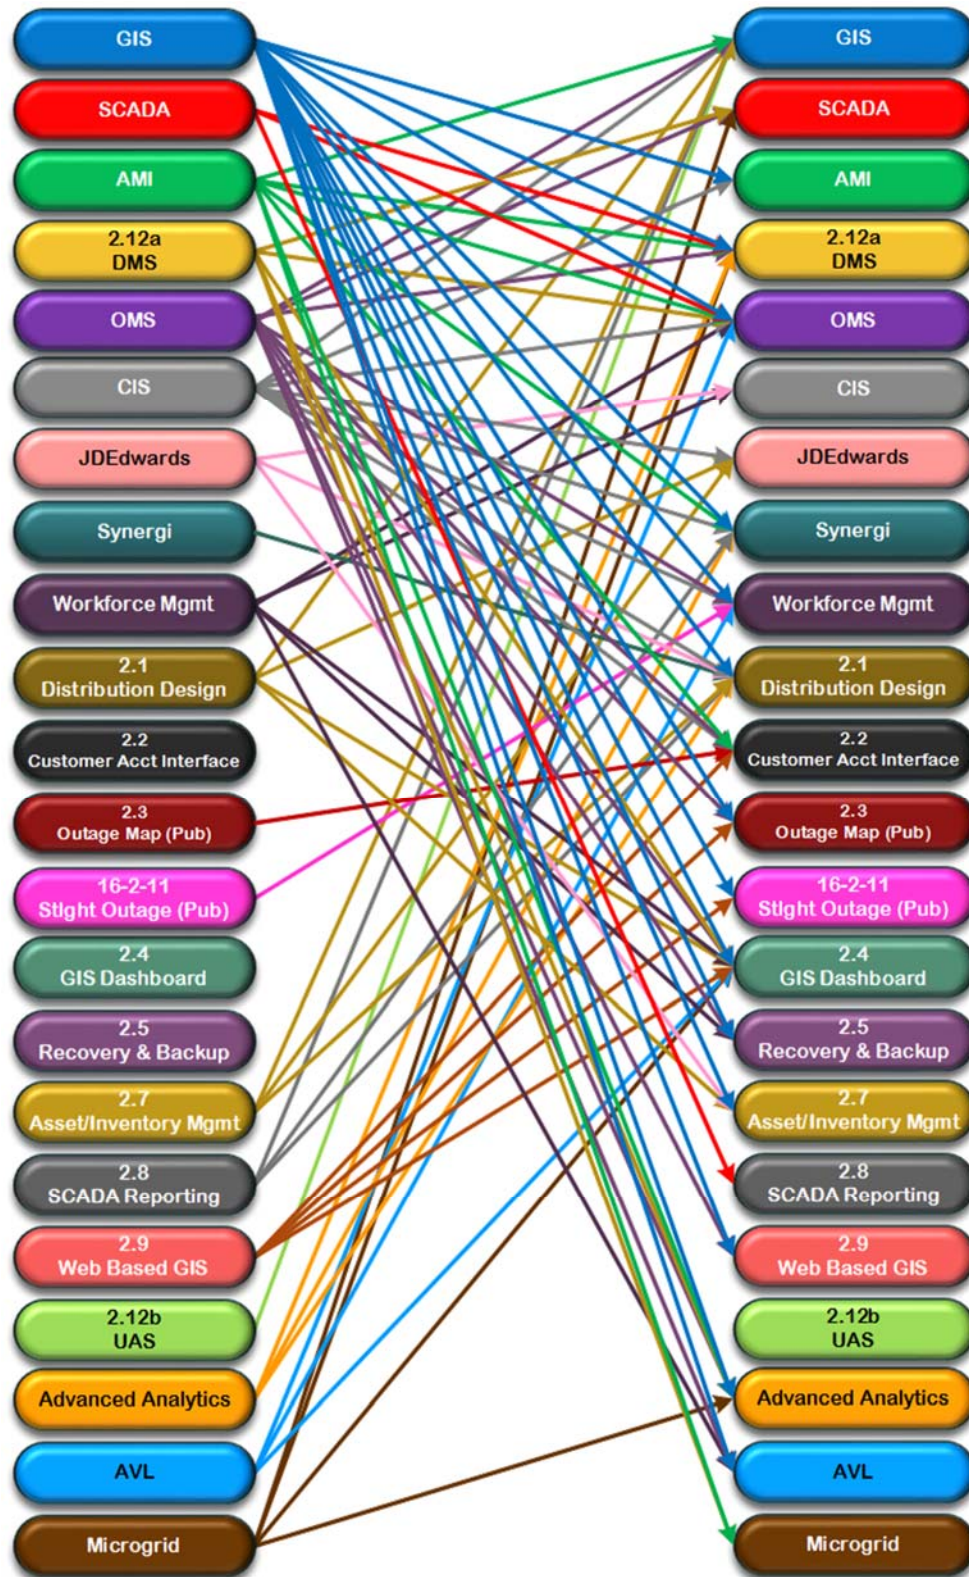 GIS
SCADA
AMI
2.12a
DMS
OMS
CIS
JDEdwards
Synergi
Workforce Mgmt
2.1
Distribution Design
2.2
Customer Acct Interface
2.3
Outage Map (Pub)
16-2-11
Stlght Outage (Pub)
2.4
GIS Dashboard
2.5
Recovery & Backup
2.7
Asset/Inventory Mgmt
2.8
SCADA Reporting
2.9
Web Based GIS
2.12b
UAS
Advanced Analytics
AVL
Microgrid
GIS
SCADA
AMI
2.12a
DMS
OMS
CIS
JDEdwards
Synergi
Workforce Mgmt
2.1
Distribution Design
2.2
Customer Acct Interface
2.3
Outage Map (Pub)
16-2-11
Stlght Outage (Pub)
2.4
GIS Dashboard
2.5
Recovery & Backup
2.7
Asset/Inventory Mgmt
2.8
SCADA Reporting
2.9
Web Based GIS
2.12b
UAS
Advanced Analytics
AVL
Microgrid